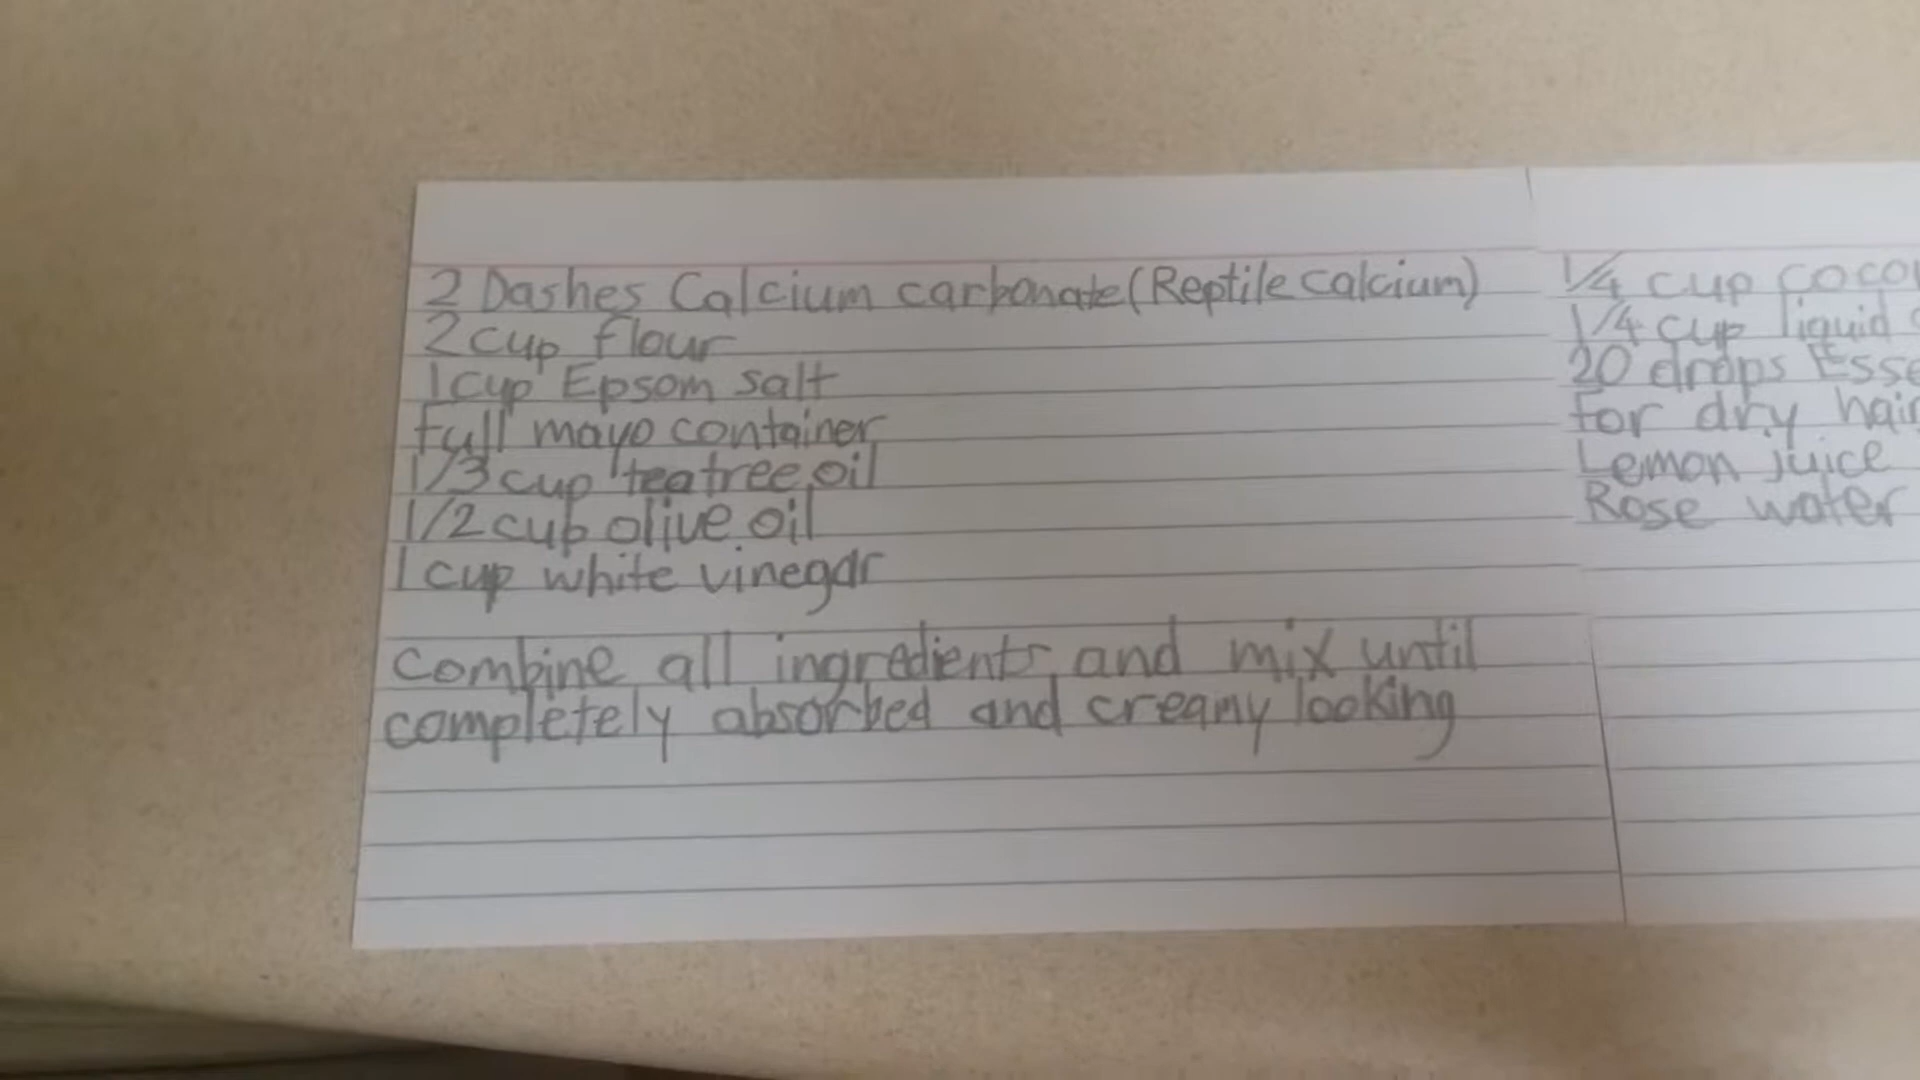 2 Dashes Calcium carbonate (Reptile calcium)
2 cup flour
1 cup Epsom salt
full mayo container
1/3 cup teatree oil
1/2 cup olive oil
1 cup white vinegar
combine all ingredients and mix until
completely absorbed and creamy looking
1/4 cup
1/4 cup liquid
20 drops
for dry
Lemon juice
Rose water